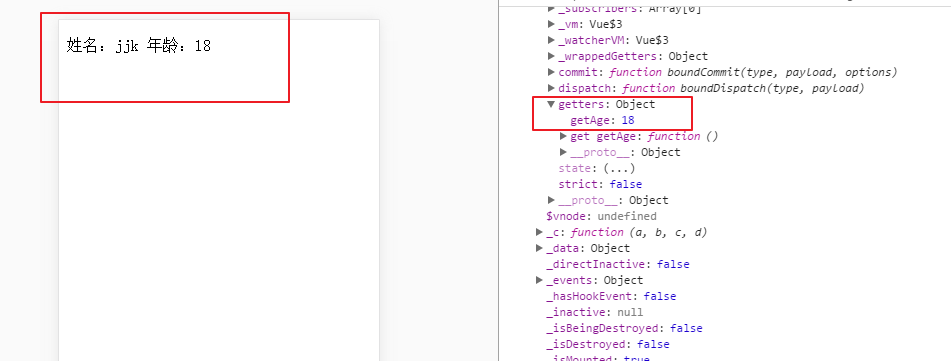 姓名：jjk 年龄：18
_subscribers: Array[0]
_vm: Vue$3
_watcherVM: Vue$3
_wrappedGetters: Object
commit: function boundCommit(type, payload, options)
dispatch: function boundDispatch(type, payload)
getters: Object
getAge: 18
get getAge: function ()
__proto__: Object
state: (...)
strict: false
__proto__: Object
$vnode: undefined
_c: function (a, b, c, d)
_data: Object
_directInactive: false
_events: Object
_hasHookEvent: false
_inactive: null
_isBeingDestroyed: false
_isDestroyed: false
_isMounted: true